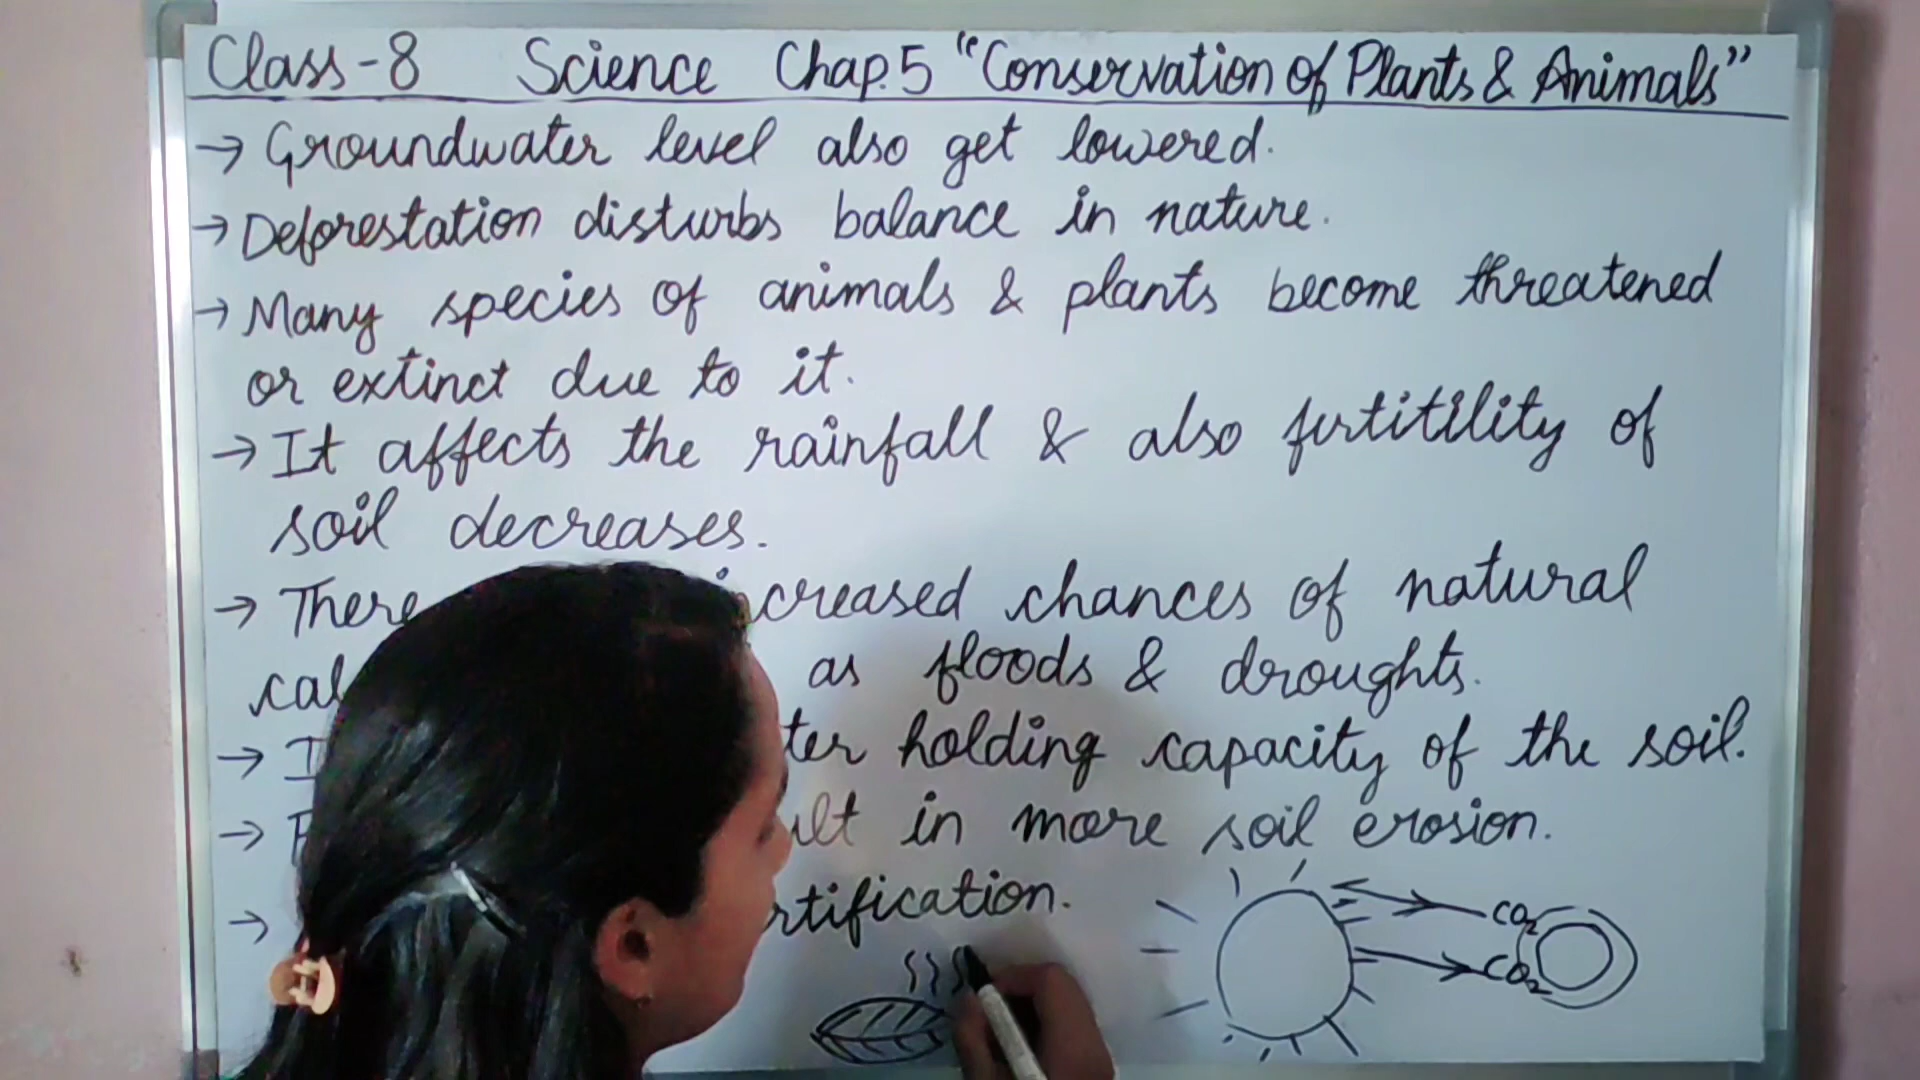 Class-8 Science Chap.5 "Conservation of Plants & Animals"
→ Groundwater level also get lowered.
→ Deforestation disturbs balance in nature.
→ Many species of animals & plants become threatened
or extinct due to it.
→ It affects the rainfall & also fertitility of
soil decreases.
→ There creased chances of natural
cal as floods & droughts.
→ I ter holding capacity of the soil.
→ ult in more soil erosion.
→ rtification.
CO2
CO2